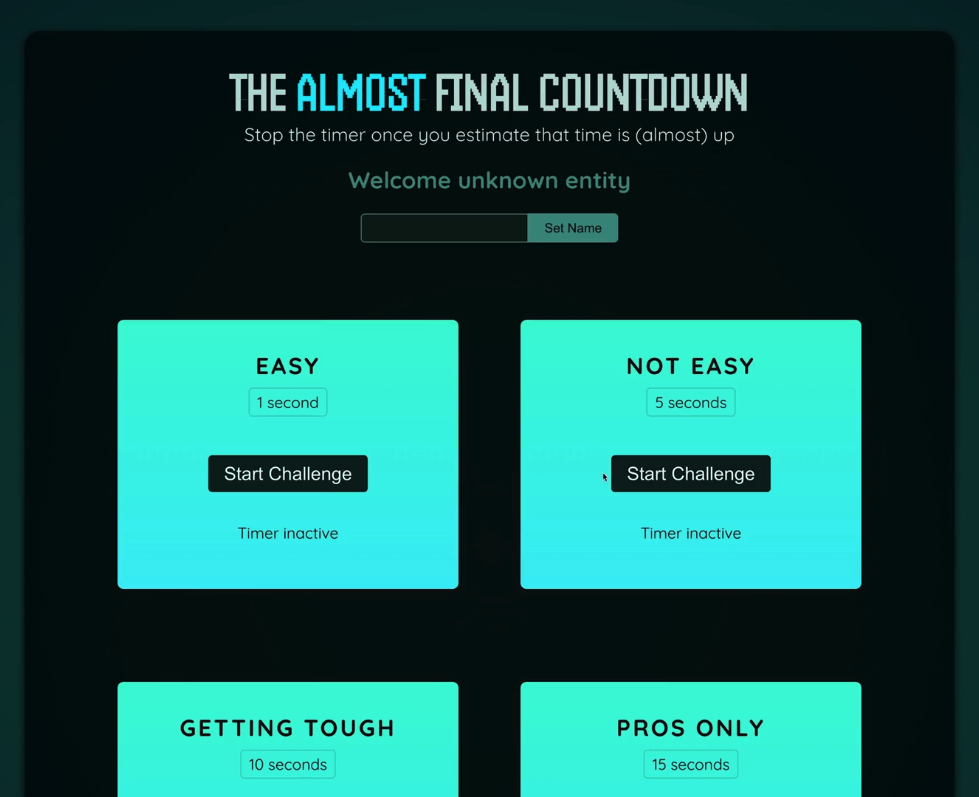 THE ALMOST FINAL COUNTDOWN
Stop the timer once you estimate that time is (almost) up
Welcome unknown entity
Set Name
EASY
1 second
Start Challenge
Timer inactive
NOT EASY
5 seconds
Start Challenge
Timer inactive
GETTING TOUGH
10 seconds
PROS ONLY
15 seconds